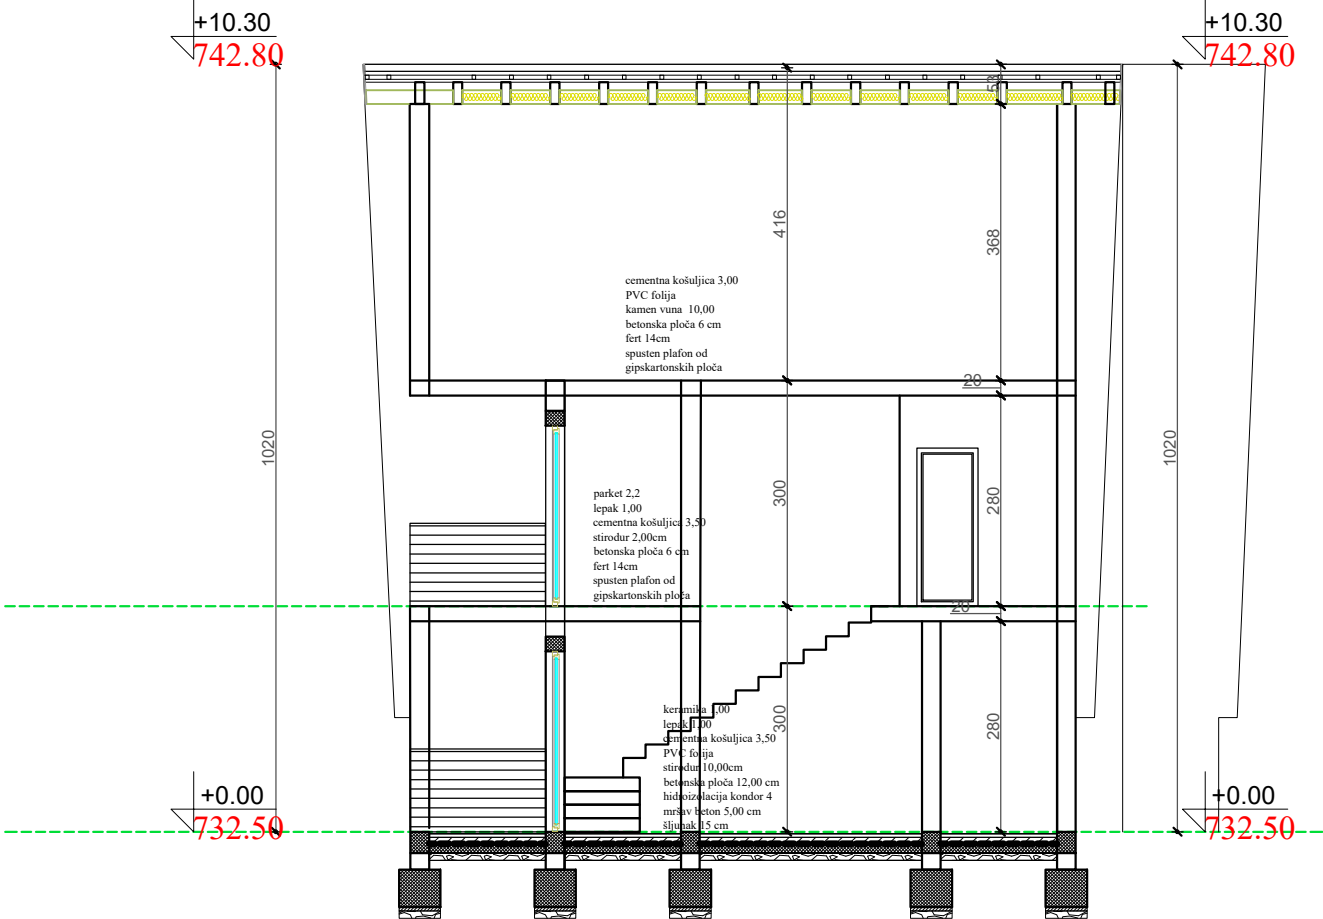 +10.30
742.80
+10.30
742.80
53
416
368
cementna košuljica 3,00
PVC folija
kamen vuna 10,00
betonska ploča 6 cm
fert 14cm
spusten plafon od
gipskartonskih ploča
20
1020
1020
parket 2,2
lepak 1,00
cementna košuljica 3,50
stirodur 2,00cm
betonska ploča 6 cm
fert 14cm
spusten plafon od
gipskartonskih ploča
300
280
20
keramika 1,00
lepak 1,00
cementna košuljica 3,50
PVC folija
stirodur 10,00cm
betonska ploča 12,00 cm
hidroizolacija kondor 4
mršav beton 5,00 cm
šljunak 15 cm
300
280
+0.00
732.50
+0.00
732.50